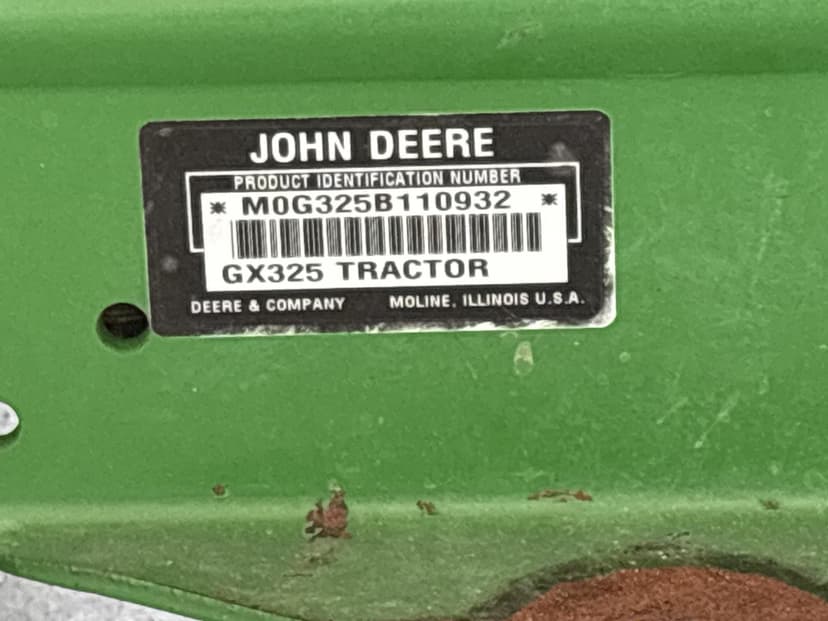 JOHN DEERE
PRODUCT IDENTIFICATION NUMBER
* M0G325B110932 *
GX325 TRACTOR
DEERE & COMPANY MOLINE, ILLINOIS U.S.A.